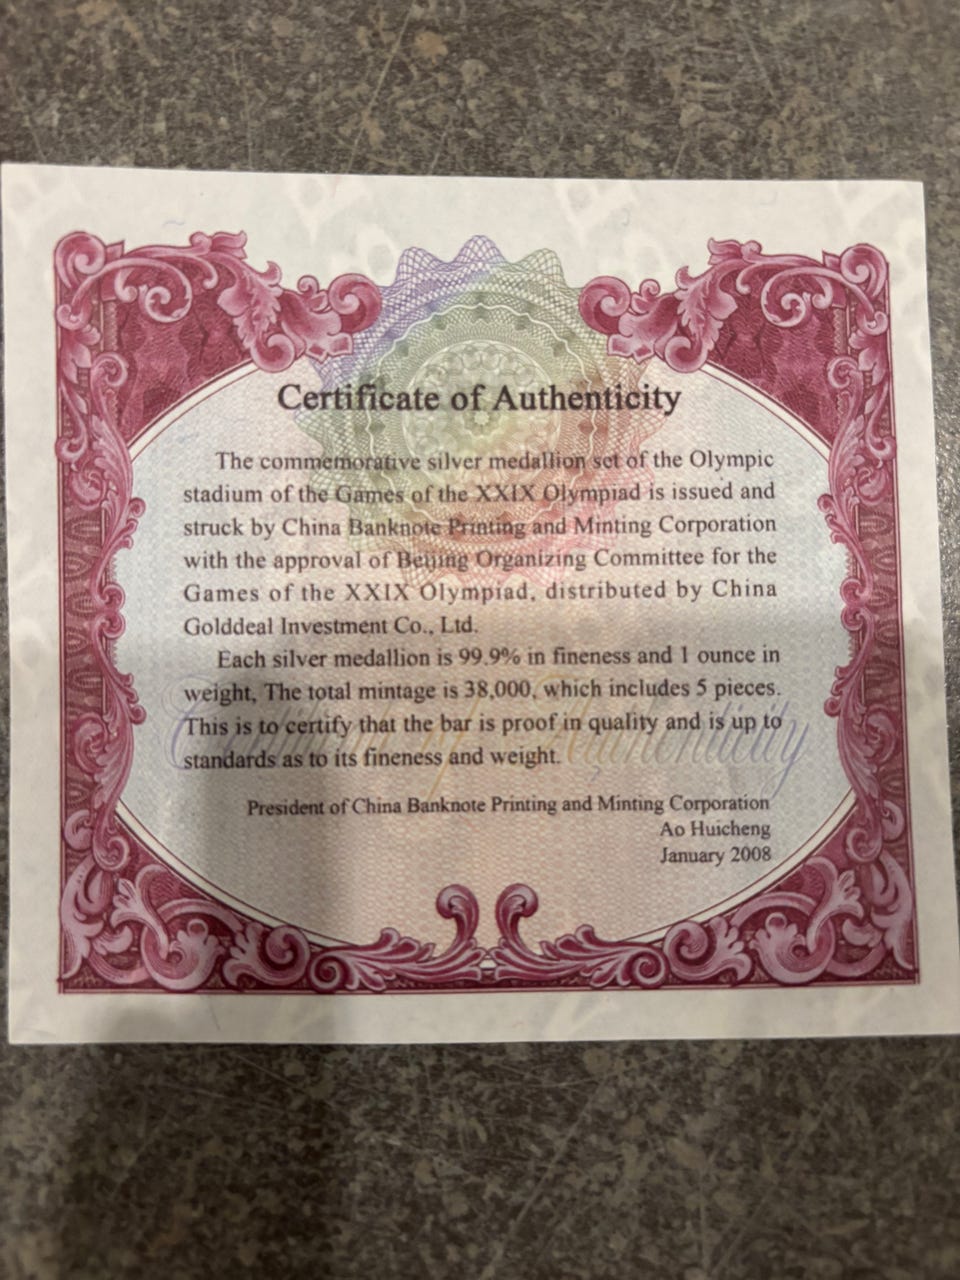 Certificate of Authenticity
The commemorative silver medallion set of the Olympic
stadium of the Games of the XXIX Olympiad is issued and
struck by China Banknote Printing and Minting Corporation
with the approval of Beijing Organizing Committee for the
Games of the XXIX Olympiad, distributed by China
Golddeal Investment Co., Ltd.
Each silver medallion is 99.9% in fineness and 1 ounce in
weight, The total mintage is 38,000, which includes 5 pieces.
This is to certify that the bar is proof in quality and is up to
standards as to its fineness and weight.
Certificate of Authenticity
President of China Banknote Printing and Minting Corporation
Ao Huicheng
January 2008